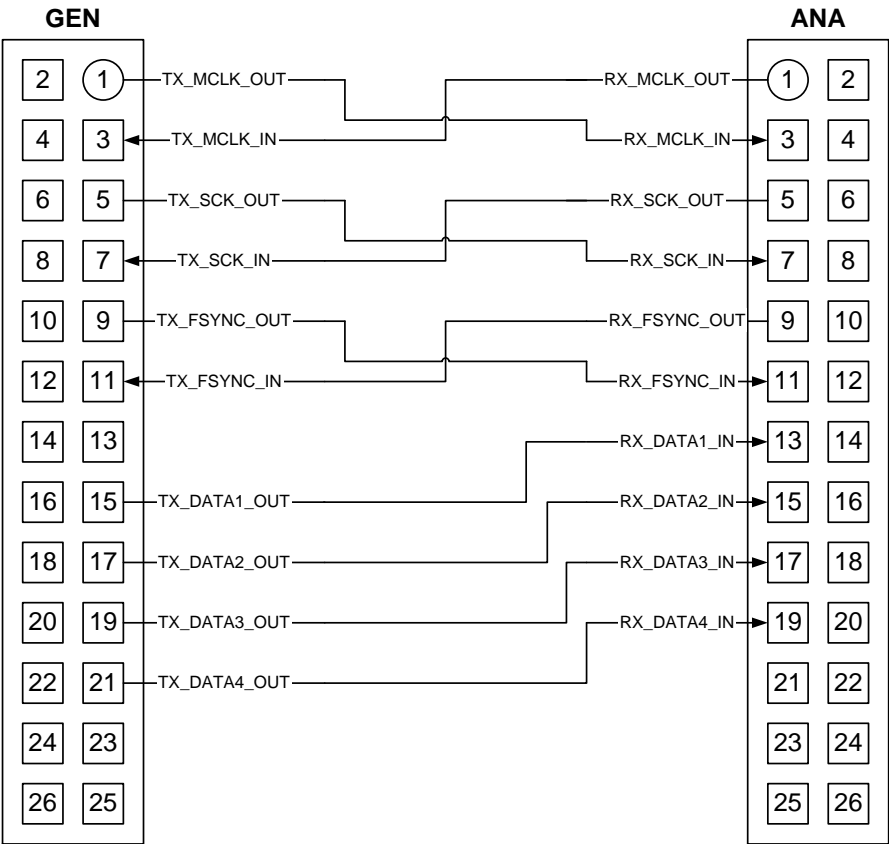 GEN ANA
2 1 TX_MCLK_OUT RX_MCLK_OUT 1 2
4 3 TX_MCLK_IN RX_MCLK_IN 3 4
6 5 TX_SCK_OUT RX_SCK_OUT 5 6
8 7 TX_SCK_IN RX_SCK_IN 7 8
10 9 TX_FSYNC_OUT RX_FSYNC_OUT 9 10
12 11 TX_FSYNC_IN RX_FSYNC_IN 11 12
14 13 RX_DATA1_IN 13 14
16 15 TX_DATA1_OUT RX_DATA2_IN 15 16
18 17 TX_DATA2_OUT RX_DATA3_IN 17 18
20 19 TX_DATA3_OUT RX_DATA4_IN 19 20
22 21 TX_DATA4_OUT 21 22
24 23 23 24
26 25 25 26